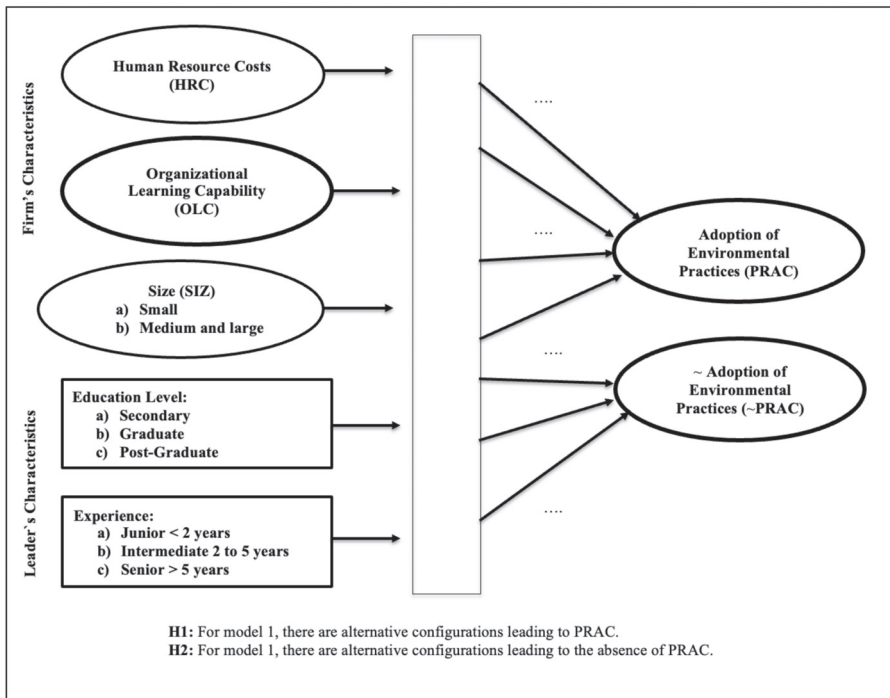 Firm's Characteristics
Human Resource Costs
(HRC)
Organizational
Learning Capability
(OLC)
Size (SIZ)
a) Small
b) Medium and large
Leader`s Characteristics
Education Level:
a) Secondary
b) Graduate
c) Post-Graduate
Experience:
a) Junior < 2 years
b) Intermediate 2 to 5 years
c) Senior > 5 years
....
....
....
....
Adoption of
Environmental
Practices (PRAC)
~ Adoption of
Environmental
Practices (~PRAC)
H1: For model 1, there are alternative configurations leading to PRAC.
H2: For model 1, there are alternative configurations leading to the absence of PRAC.